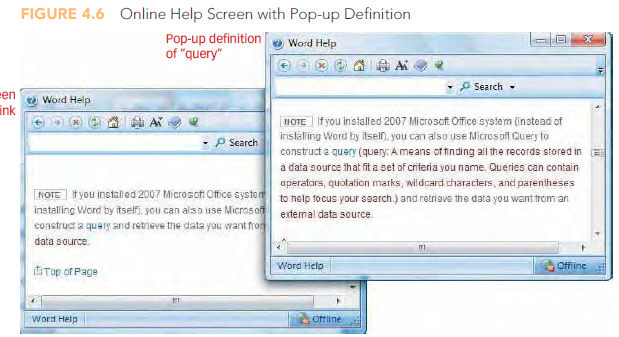 FIGURE 4.6 Online Help Screen with Pop-up Definition
Pop-up definition
of "query"
een
ink
Word Help
Search
NOTE If you installed 2007 Microsoft Office system
installing Word by itself), you can also use Microsoft
construct a query and retrieve the data you want from
data source.
Top of Page
Word Help
Offline
Word Help
Search
NOTE If you installed 2007 Microsoft Office system (instead of
installing Word by itself), you can also use Microsoft Query to
construct a query (query: A means of finding all the records stored in
a data source that fit a set of criteria you name. Queries can contain
operators, quotation marks, wildcard characters, and parentheses
to help focus your search.) and retrieve the data you want from an
external data source.
Word Help
Offline